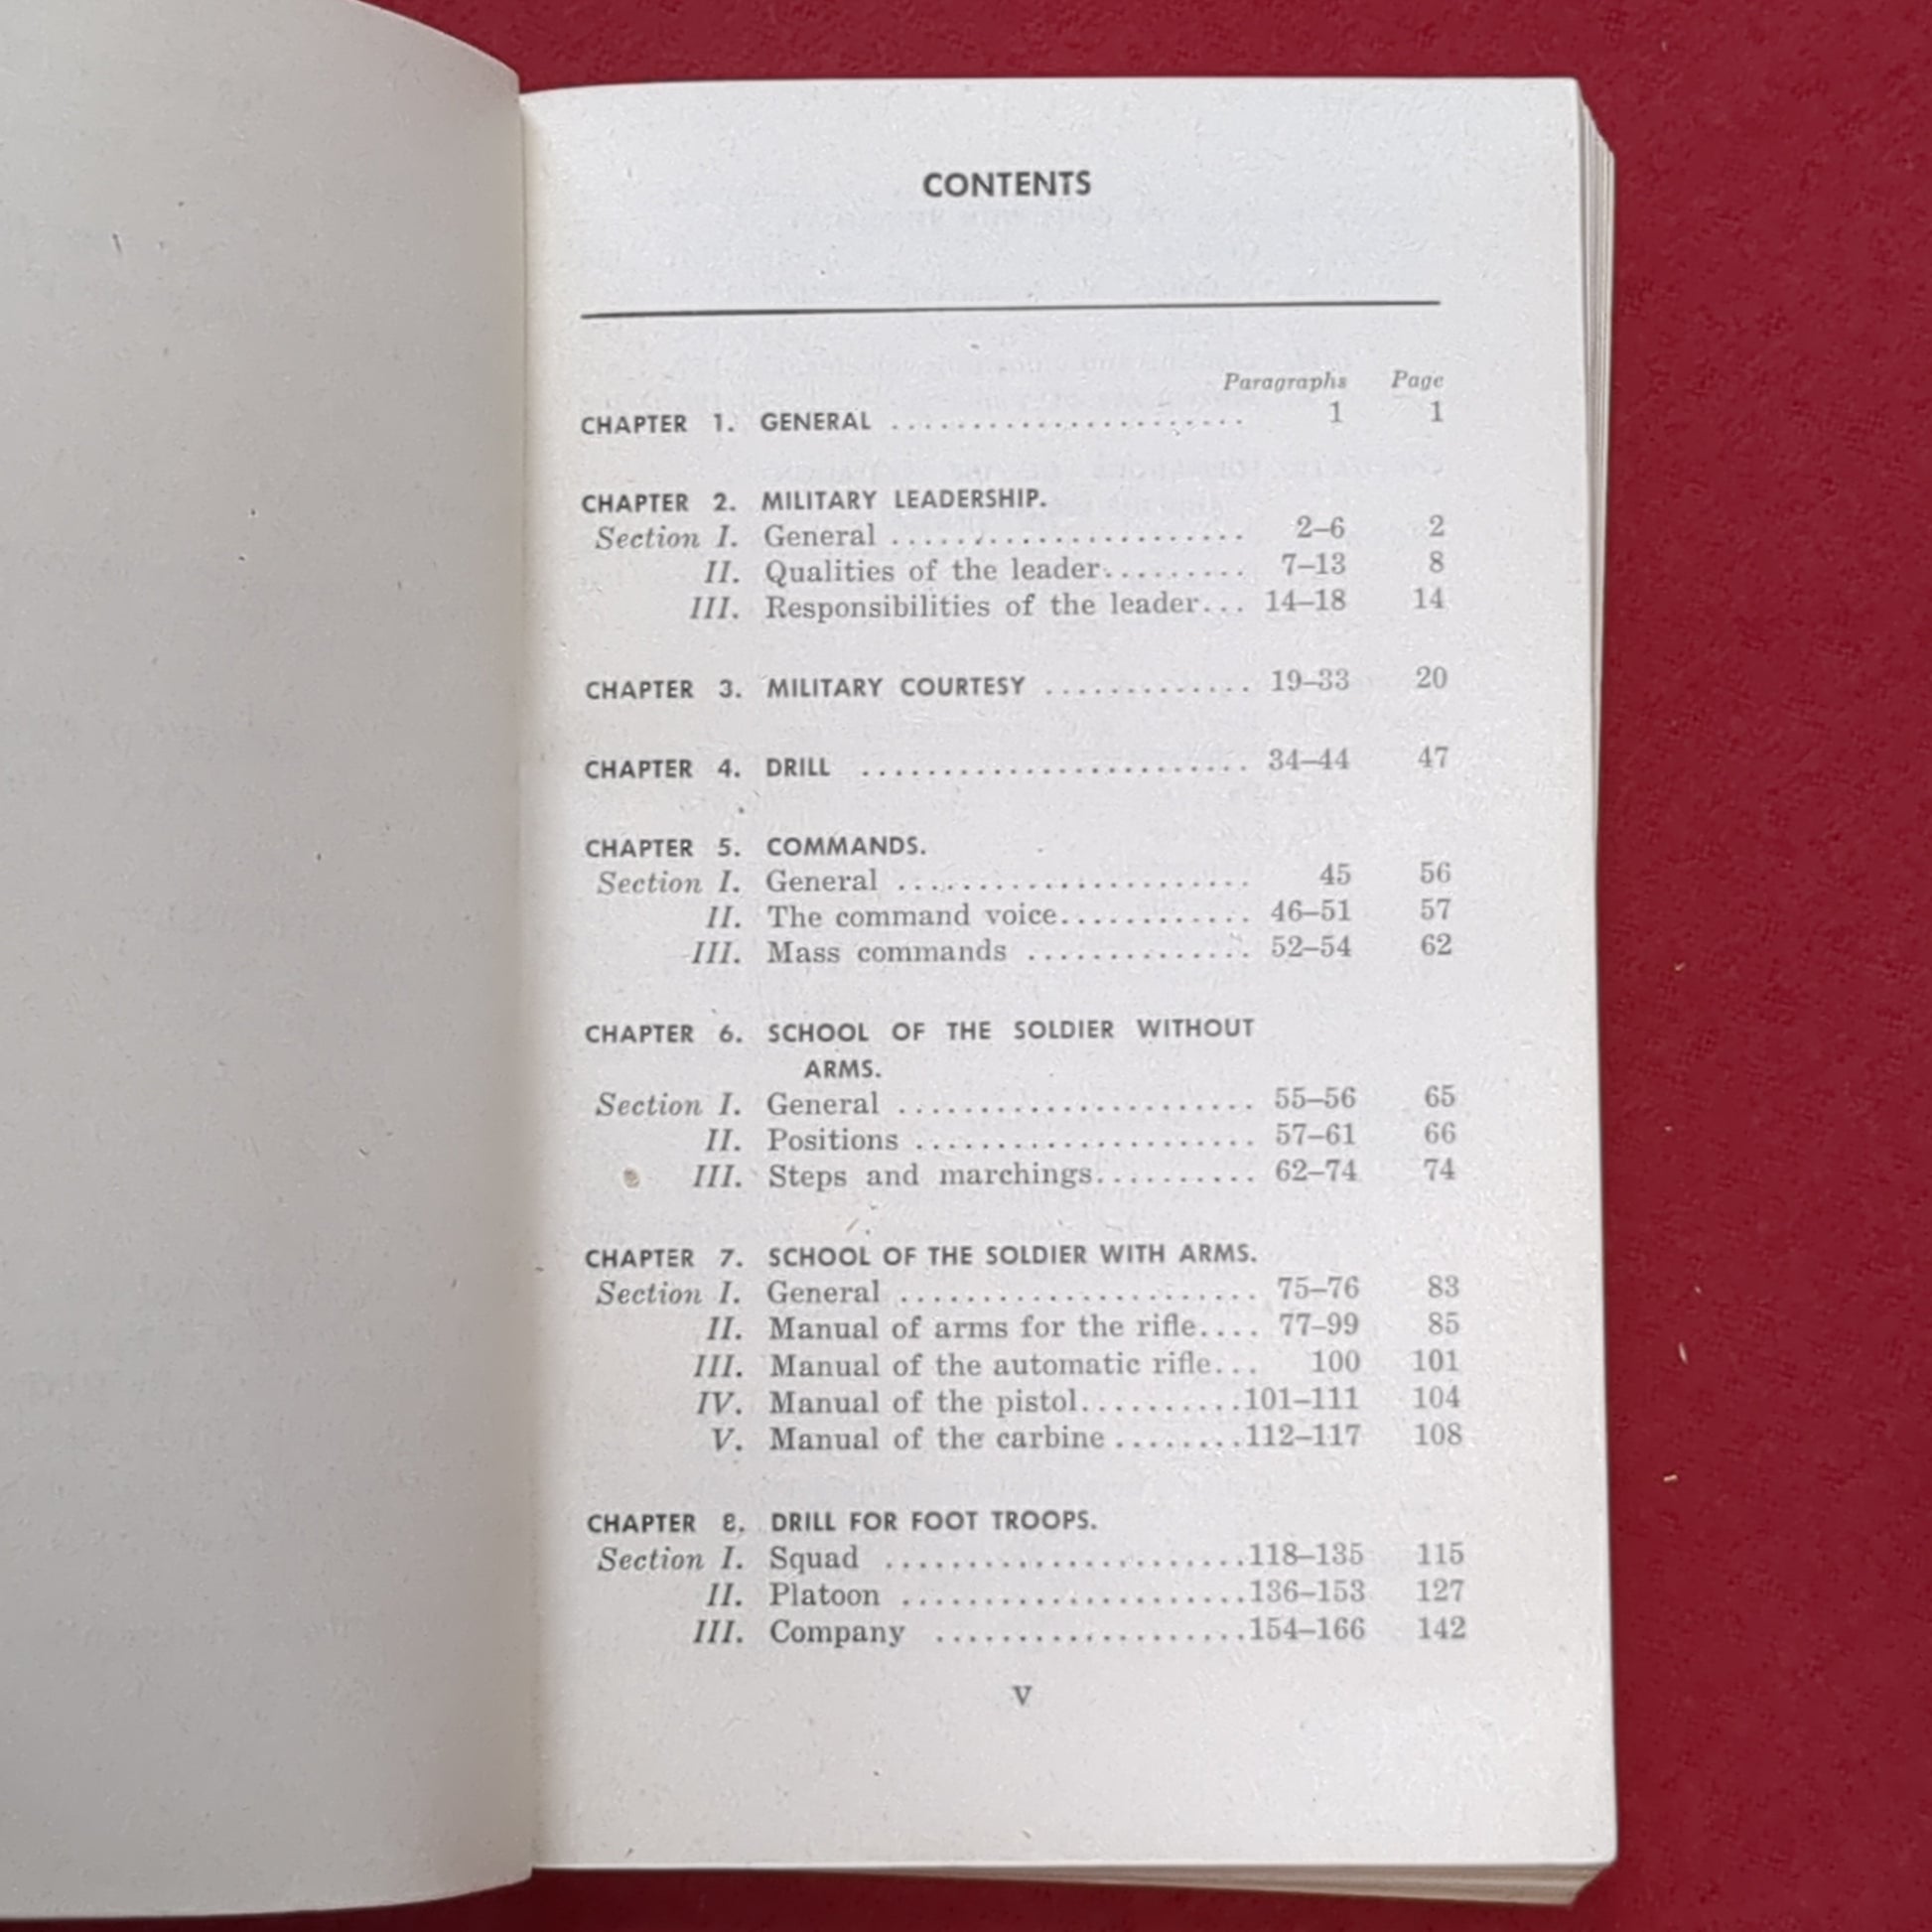 CONTENTS
Paragraphs Page
CHAPTER 1. GENERAL ...................... 1 1
CHAPTER 2. MILITARY LEADERSHIP.
Section I. General ...................... 2–6 2
II. Qualities of the leader......... 7–13 8
III. Responsibilities of the leader... 14–18 14
CHAPTER 3. MILITARY COURTESY ............. 19–33 20
CHAPTER 4. DRILL ........................ 34–44 47
CHAPTER 5. COMMANDS.
Section I. General ...................... 45 56
II. The command voice............ 46–51 57
III. Mass commands .............. 52–54 62
CHAPTER 6. SCHOOL OF THE SOLDIER WITHOUT
ARMS.
Section I. General ...................... 55–56 65
II. Positions ..................... 57–61 66
III. Steps and marchings.......... 62–74 74
CHAPTER 7. SCHOOL OF THE SOLDIER WITH ARMS.
Section I. General ...................... 75–76 83
II. Manual of arms for the rifle.... 77–99 85
III. Manual of the automatic rifle... 100 101
IV. Manual of the pistol..........101–111 104
V. Manual of the carbine ........112–117 108
CHAPTER 8. DRILL FOR FOOT TROOPS.
Section I. Squad ......................118–135 115
II. Platoon .....................136–153 127
III. Company ...................154–166 142
v